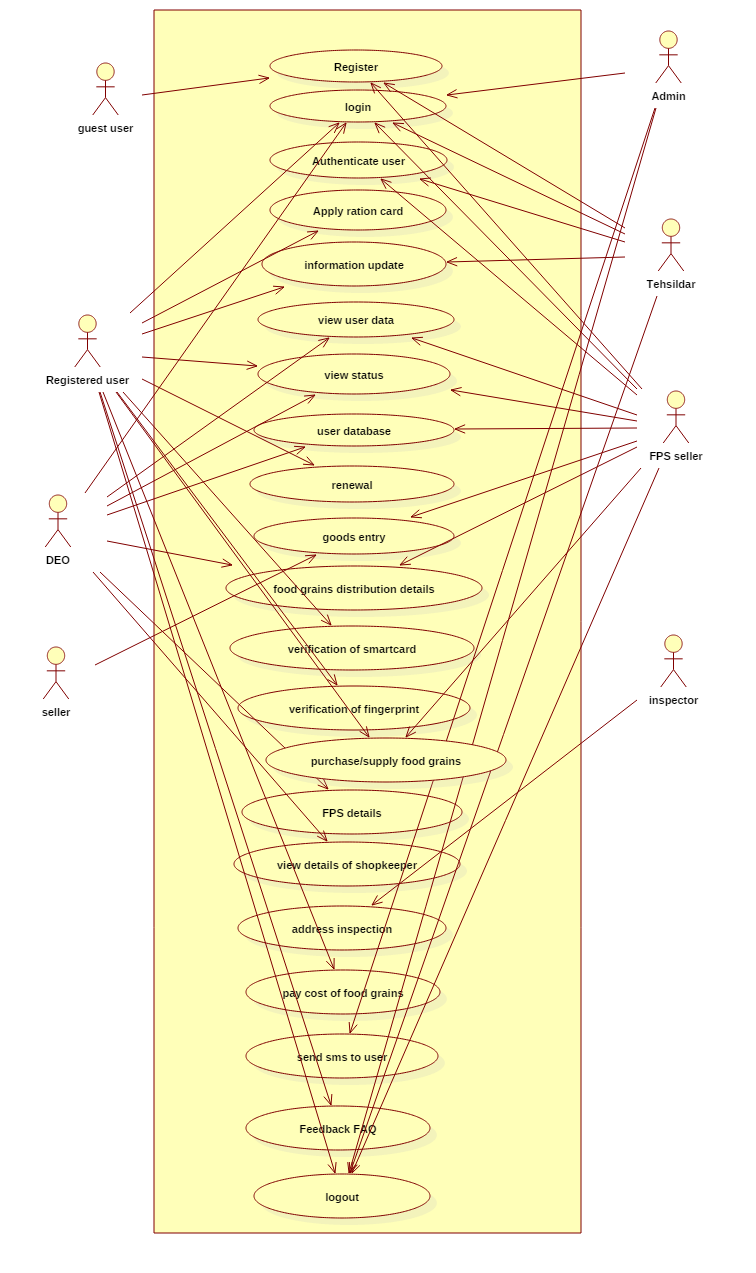 Register
Admin
login
guest user
Authenticate user
Apply ration card
information update
Tehsildar
view user data
view status
Registered user
user database
FPS seller
renewal
goods entry
DEO
food grains distribution details
verification of smartcard
inspector
verification of fingerprint
seller
purchase/supply food grains
FPS details
view details of shopkeeper
address inspection
pay cost of food grains
send sms to user
Feedback FAQ
logout